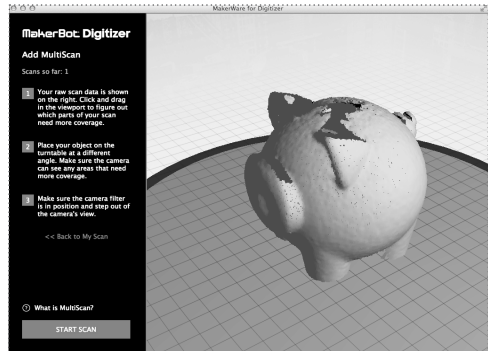 MakerWare for Digitizer
MakerBot Digitizer
Add MultiScan
Scans so far: 1
1 Your raw scan data is shown
on the right. Click and drag
in the viewport to figure out
which parts of your scan
need more coverage.
2 Place your object on the
turntable at a different
angle. Make sure the camera
can see any areas that need
more coverage.
3 Make sure the camera filter
is in position and step out of
the camera's view.
<< Back to My Scan
? What is MultiScan?
START SCAN